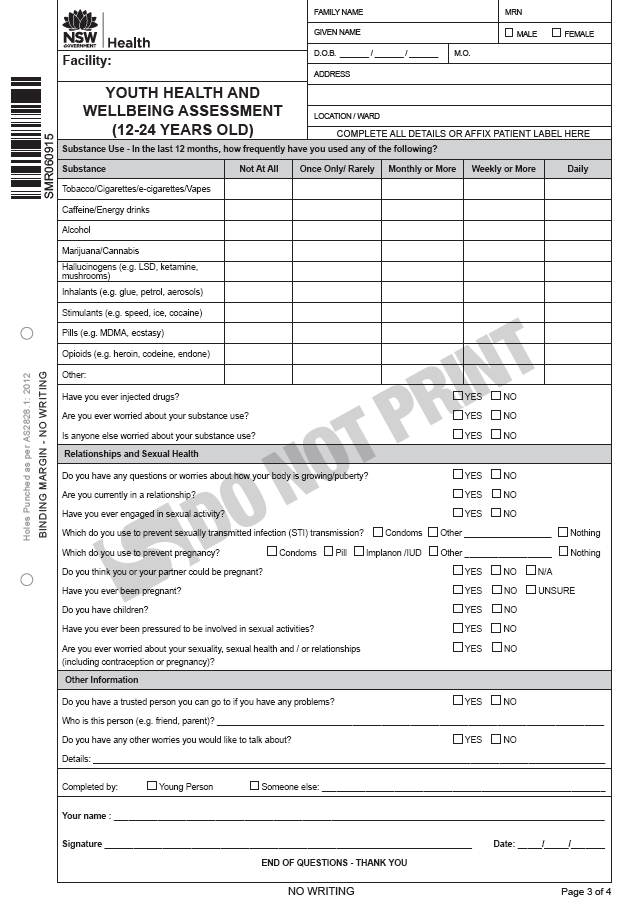 FAMILY NAME
MRN
GIVEN NAME
MALE FEMALE
D.O.B. ______ / ______ / ______ M.O.
ADDRESS
LOCATION / WARD
COMPLETE ALL DETAILS OR AFFIX PATIENT LABEL HERE
NSW
GOVERNMENT
Health
Facility:
YOUTH HEALTH AND
WELLBEING ASSESSMENT
(12-24 YEARS OLD)
SMR060915
Holes Punched as per AS2828.1: 2012
BINDING MARGIN - NO WRITING
Substance Use - In the last 12 months, how frequently have you used any of the following?
Substance Not At All Once Only/ Rarely Monthly or More Weekly or More Daily
Tobacco/Cigarettes/e-cigarettes/Vapes
Caffeine/Energy drinks
Alcohol
Marijuana/Cannabis
Hallucinogens (e.g. LSD, ketamine,
mushrooms)
Inhalants (e.g. glue, petrol, aerosols)
Stimulants (e.g. speed, ice, cocaine)
Pills (e.g. MDMA, ecstasy)
Opioids (e.g. heroin, codeine, endone)
Other:
Have you ever injected drugs? YES NO
Are you ever worried about your substance use? YES NO
Is anyone else worried about your substance use? YES NO
Relationships and Sexual Health
Do you have any questions or worries about how your body is growing/puberty? YES NO
Are you currently in a relationship? YES NO
Have you ever engaged in sexual activity? YES NO
Which do you use to prevent sexually transmitted infection (STI) transmission? Condoms Other ____________________ Nothing
Which do you use to prevent pregnancy? Condoms Pill Implanon /IUD Other ____________________ Nothing
Do you think you or your partner could be pregnant? YES NO N/A
Have you ever been pregnant? YES NO UNSURE
Do you have children? YES NO
Have you ever been pressured to be involved in sexual activities? YES NO
Are you ever worried about your sexuality, sexual health and / or relationships YES NO
(including contraception or pregnancy)?
Other Information
Do you have a trusted person you can go to if you have any problems? YES NO
Who is this person (e.g. friend, parent)? ____________________
Do you have any other worries you would like to talk about? YES NO
Details: ____________________
Completed by: Young Person Someone else: ____________________
Your name : ____________________
Signature ____________________ Date: _____/_____/_______
END OF QUESTIONS - THANK YOU
NO WRITING
Page 3 of 4
DO NOT PRINT